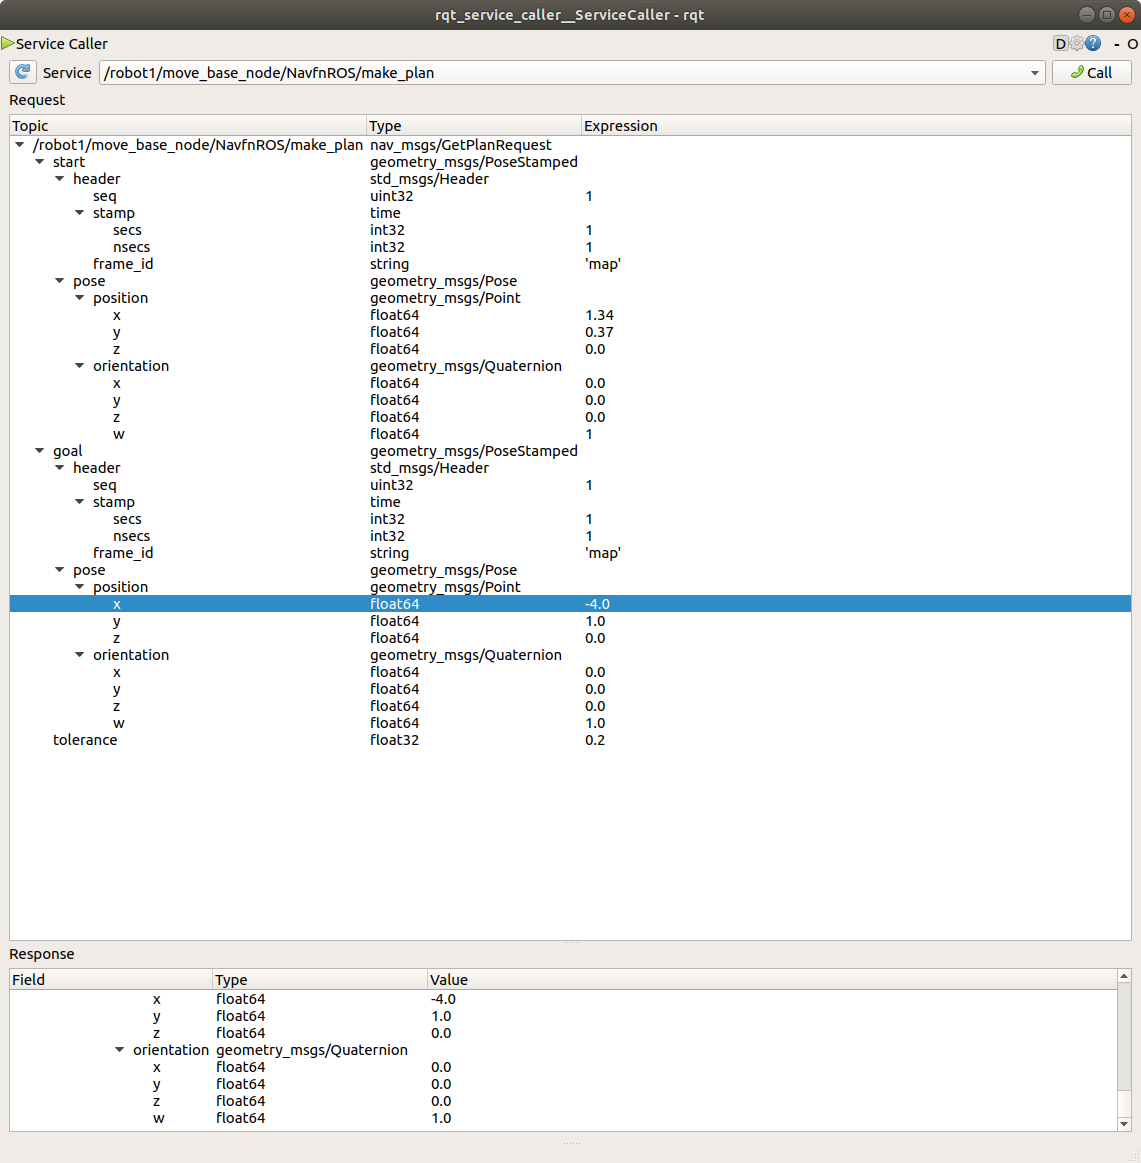 rqt_service_caller__ServiceCaller - rqt
Service Caller D ? - O
Service /robot1/move_base_node/NavfnROS/make_plan Call
Request
Topic Type Expression
/robot1/move_base_node/NavfnROS/make_plan nav_msgs/GetPlanRequest
start geometry_msgs/PoseStamped
header std_msgs/Header
seq uint32 1
stamp time
secs int32 1
nsecs int32 1
frame_id string 'map'
pose geometry_msgs/Pose
position geometry_msgs/Point
x float64 1.34
y float64 0.37
z float64 0.0
orientation geometry_msgs/Quaternion
x float64 0.0
y float64 0.0
z float64 0.0
w float64 1
goal geometry_msgs/PoseStamped
header std_msgs/Header
seq uint32 1
stamp time
secs int32 1
nsecs int32 1
frame_id string 'map'
pose geometry_msgs/Pose
position geometry_msgs/Point
x float64 -4.0
y float64 1.0
z float64 0.0
orientation geometry_msgs/Quaternion
x float64 0.0
y float64 0.0
z float64 0.0
w float64 1.0
tolerance float32 0.2
Response
Field Type Value
x float64 -4.0
y float64 1.0
z float64 0.0
orientation geometry_msgs/Quaternion
x float64 0.0
y float64 0.0
z float64 0.0
w float64 1.0